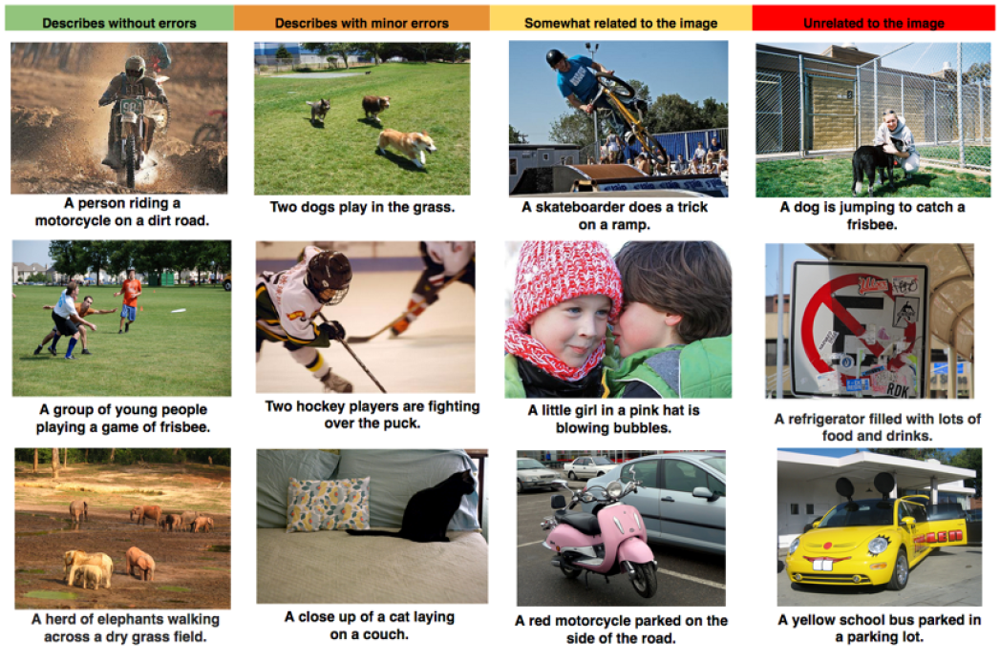 Describes without errors
Describes with minor errors
Somewhat related to the image
Unrelated to the image
A person riding a
motorcycle on a dirt road.
Two dogs play in the grass.
A skateboarder does a trick
on a ramp.
A dog is jumping to catch a
frisbee.
A group of young people
playing a game of frisbee.
Two hockey players are fighting
over the puck.
A little girl in a pink hat is
blowing bubbles.
RDK
A refrigerator filled with lots of
food and drinks.
A herd of elephants walking
across a dry grass field.
A close up of a cat laying
on a couch.
A red motorcycle parked on the
side of the road.
A yellow school bus parked in
a parking lot.